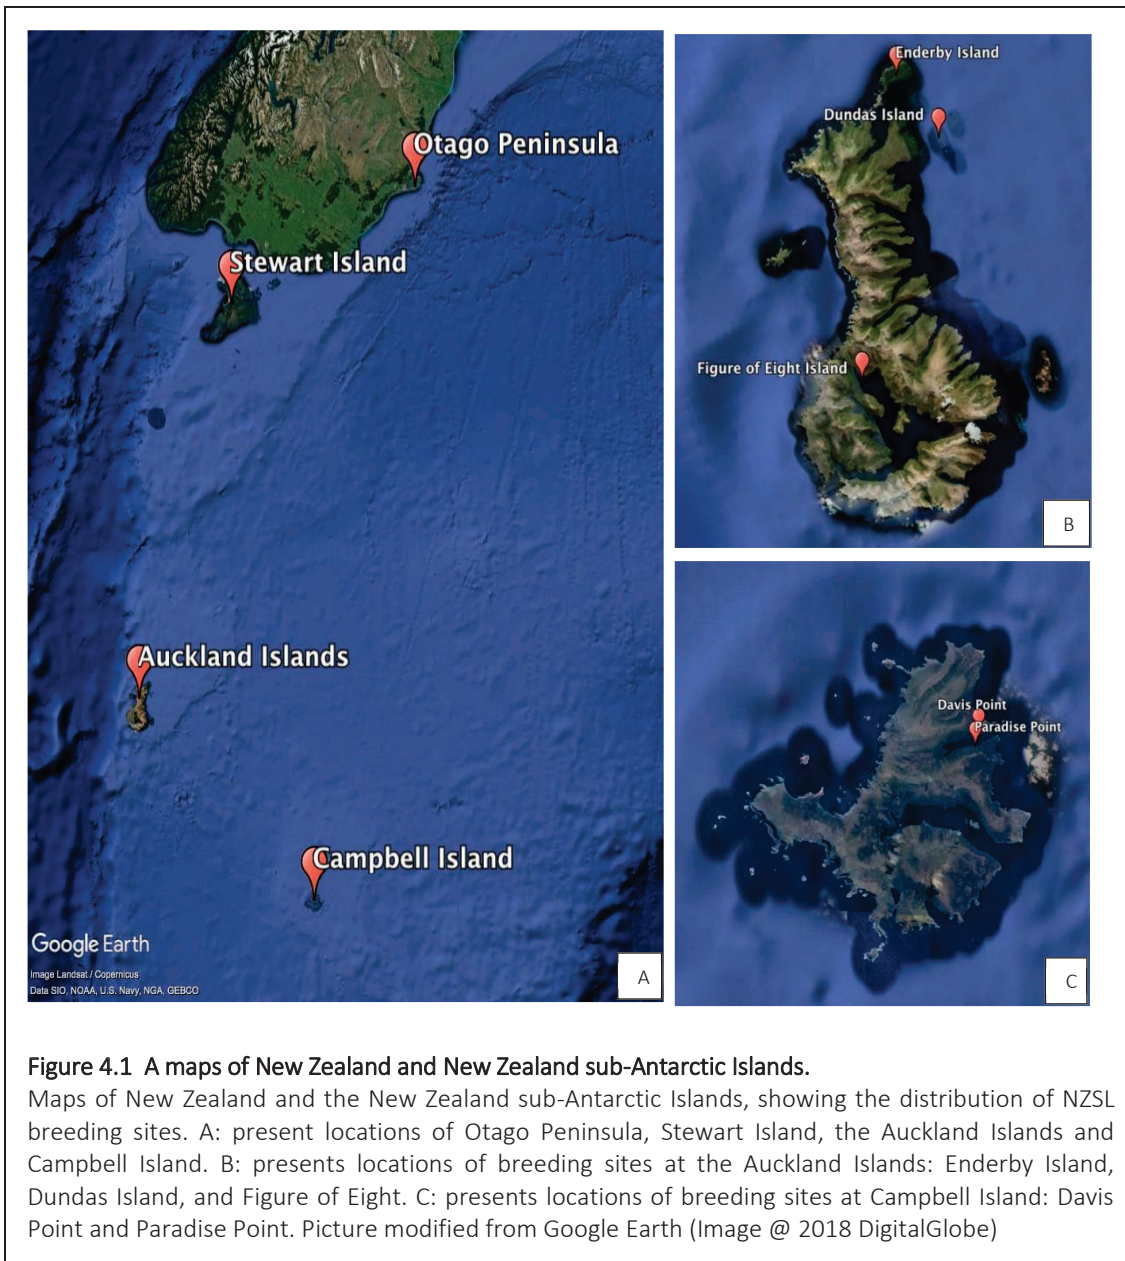 Otago Peninsula
Stewart Island
Auckland Islands
Campbell Island
Google Earth
Image Landsat / Copernicus
Data SIO, NOAA, U.S. Navy, NGA, GEBCO
A
Enderby Island
Dundas Island
Figure of Eight Island
B
Davis Point
Paradise Point
C
Figure 4.1 A maps of New Zealand and New Zealand sub-Antarctic Islands.
Maps of New Zealand and the New Zealand sub-Antarctic Islands, showing the distribution of NZSL
breeding sites. A: present locations of Otago Peninsula, Stewart Island, the Auckland Islands and
Campbell Island. B: presents locations of breeding sites at the Auckland Islands: Enderby Island,
Dundas Island, and Figure of Eight. C: presents locations of breeding sites at Campbell Island: Davis
Point and Paradise Point. Picture modified from Google Earth (Image @ 2018 DigitalGlobe)